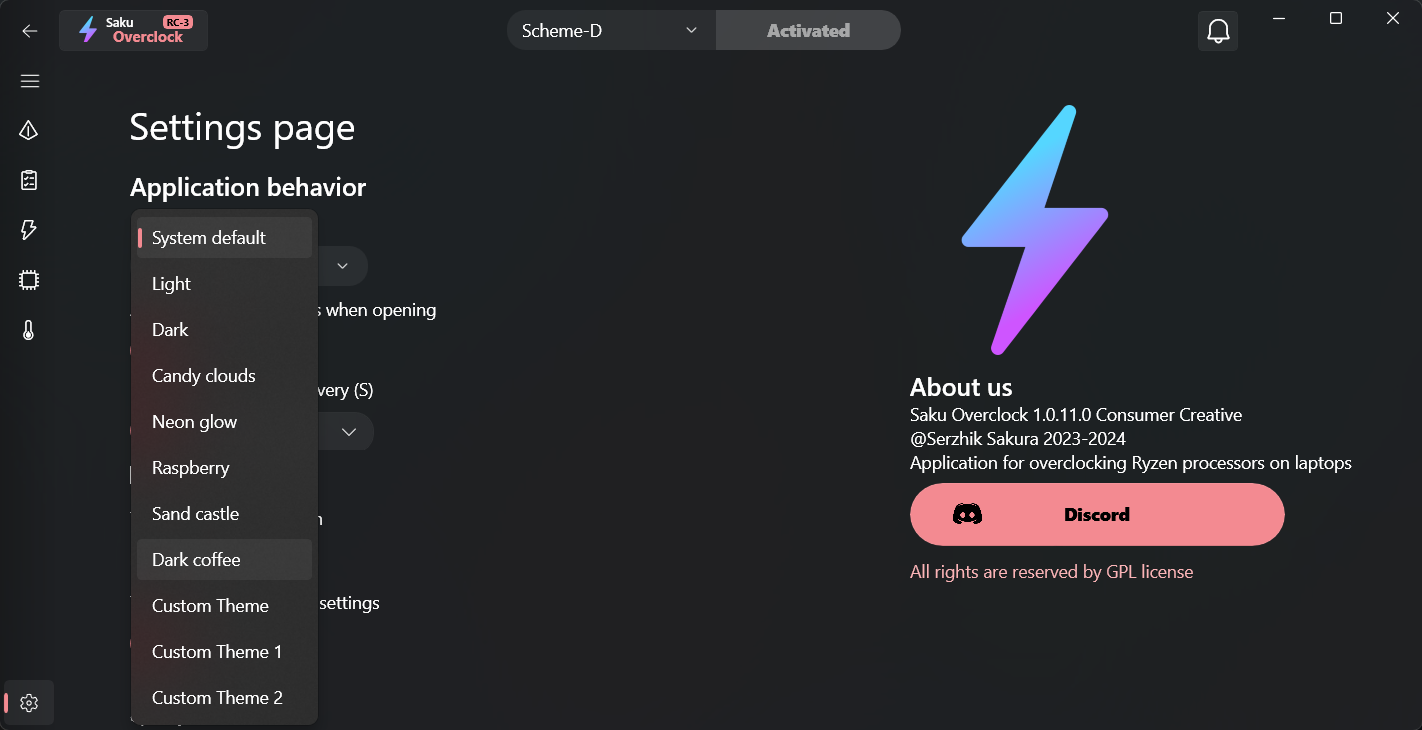 Saku
RC-3
Overclock
Scheme-D
Activated
Settings page
Application behavior
System default
Light
Dark
Candy clouds
Neon glow
Raspberry
Sand castle
Dark coffee
Custom Theme
Custom Theme 1
Custom Theme 2
when opening
(S)
settings
About us
Saku Overclock 1.0.11.0 Consumer Creative
@Serzhik Sakura 2023-2024
Application for overclocking Ryzen processors on laptops
Discord
All rights are reserved by GPL license